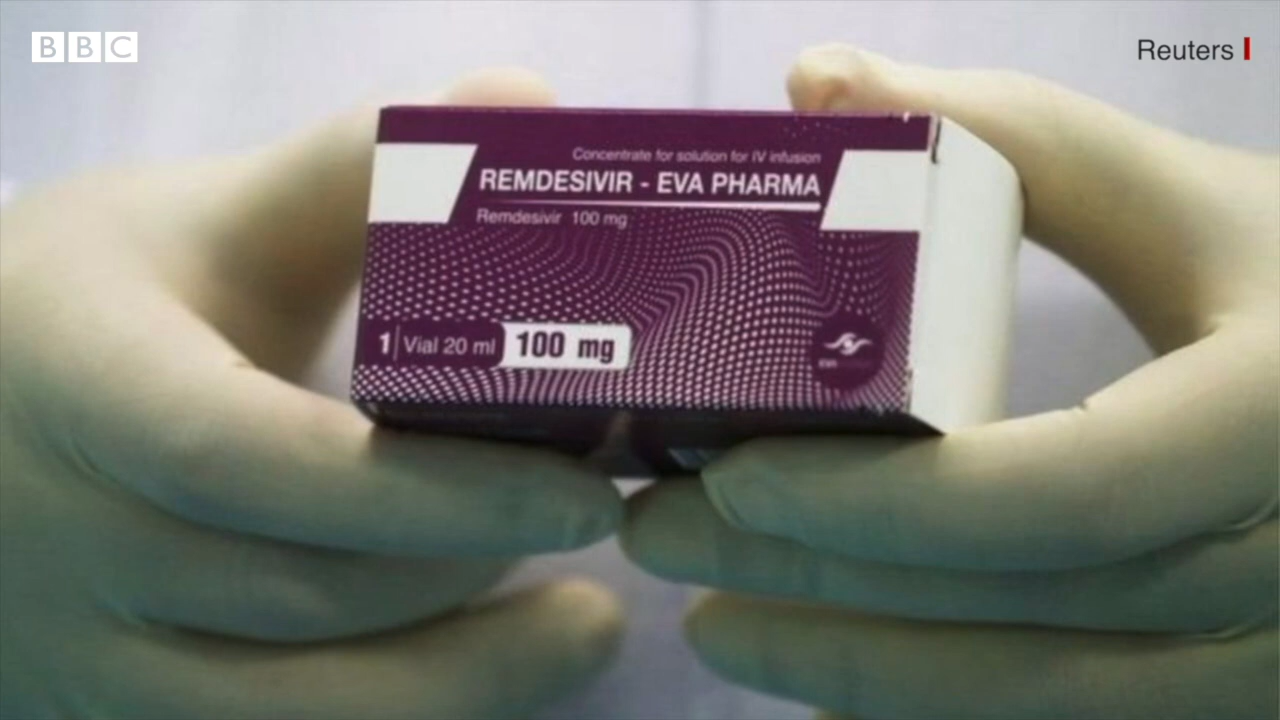 BBC
Reuters
Concentrate for solution for IV infusion
REMDESIVIR - EVA PHARMA
Remdesivir 100 mg
1 Vial 20 ml 100 mg
EVA